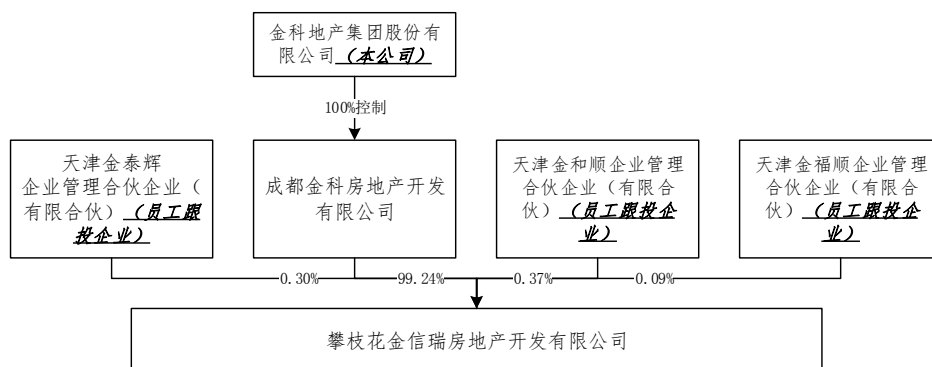 金科地产集团股份有
限公司（本公司）
100%控制
天津金泰辉
企业管理合伙企业（
有限合伙）（员工跟
投企业）
成都金科房地产开发
有限公司
天津金和顺企业管理
合伙企业（有限合
伙）（员工跟投企
业）
天津金福顺企业管理
合伙企业（有限合
伙）（员工跟投企
业）
0.30%
99.24%
0.37%
0.09%
攀枝花金信瑞房地产开发有限公司